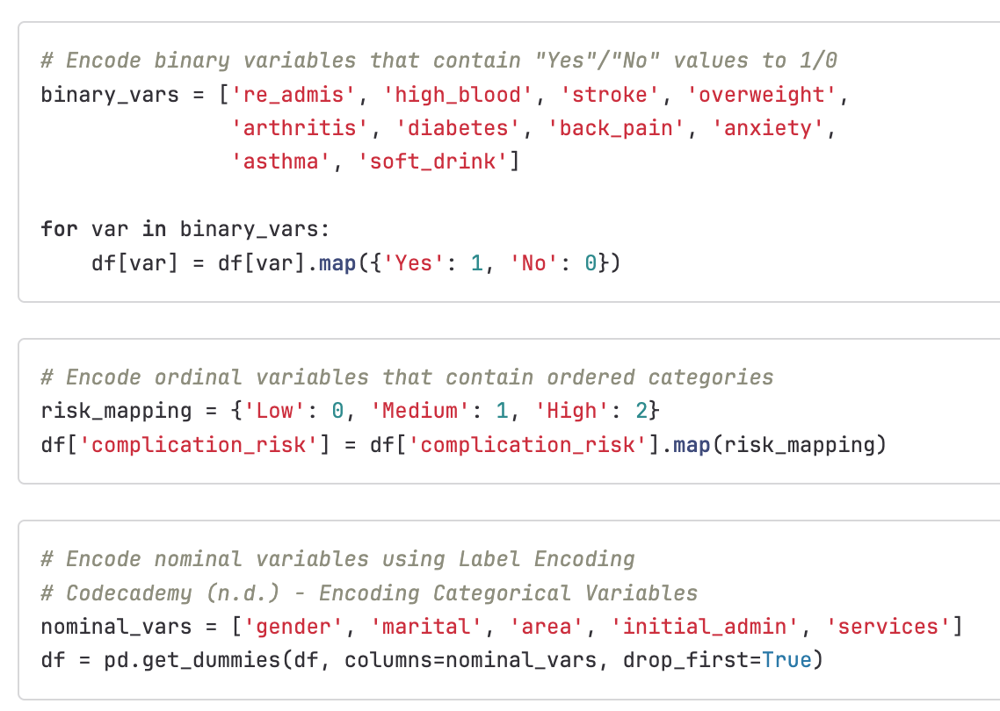 # Encode binary variables that contain "Yes"/"No" values to 1/0
binary_vars = ['re_admis', 'high_blood', 'stroke', 'overweight',
               'arthritis', 'diabetes', 'back_pain', 'anxiety',
               'asthma', 'soft_drink']
for var in binary_vars:
    df[var] = df[var].map({'Yes': 1, 'No': 0})
# Encode ordinal variables that contain ordered categories
risk_mapping = {'Low': 0, 'Medium': 1, 'High': 2}
df['complication_risk'] = df['complication_risk'].map(risk_mapping)
# Encode nominal variables using Label Encoding
# Codecademy (n.d.) - Encoding Categorical Variables
nominal_vars = ['gender', 'marital', 'area', 'initial_admin', 'services']
df = pd.get_dummies(df, columns=nominal_vars, drop_first=True)